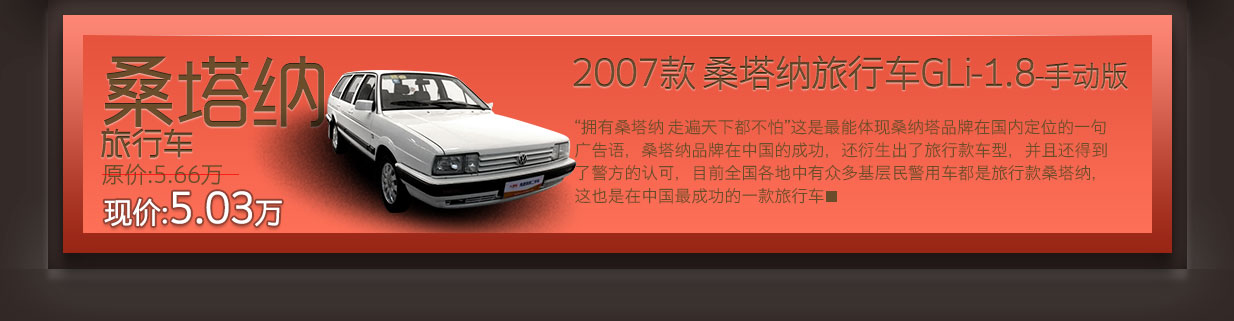 桑塔纳
旅行车
原价:5.66万
现价:5.03万
2007款 桑塔纳旅行车GLi-1.8-手动版
“拥有桑塔纳 走遍天下都不怕”这是最能体现桑纳塔品牌在国内定位的一句
广告语，桑塔纳品牌在中国的成功，还衍生出了旅行款车型，并且还得到
了警方的认可，目前全国各地中有众多基层民警用车都是旅行款桑塔纳，
这也是在中国最成功的一款旅行车■